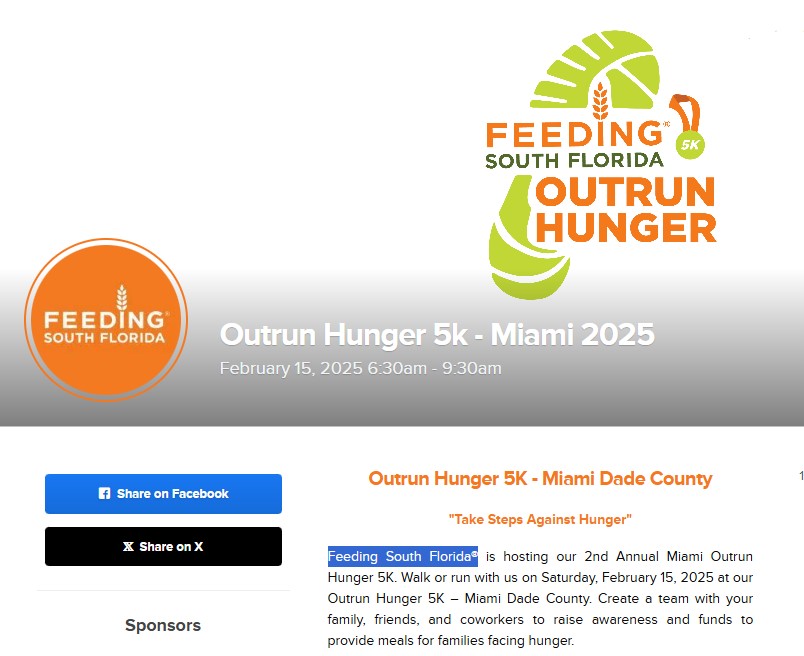 FEEDING®
SOUTH FLORIDA
5K
OUTRUN
HUNGER
FEEDING®
SOUTH FLORIDA
Outrun Hunger 5k - Miami 2025
February 15, 2025 6:30am - 9:30am
Share on Facebook
X Share on X
Sponsors
Outrun Hunger 5K - Miami Dade County
"Take Steps Against Hunger"
Feeding South Florida® is hosting our 2nd Annual Miami Outrun
Hunger 5K. Walk or run with us on Saturday, February 15, 2025 at our
Outrun Hunger 5K – Miami Dade County. Create a team with your
family, friends, and coworkers to raise awareness and funds to
provide meals for families facing hunger.
1